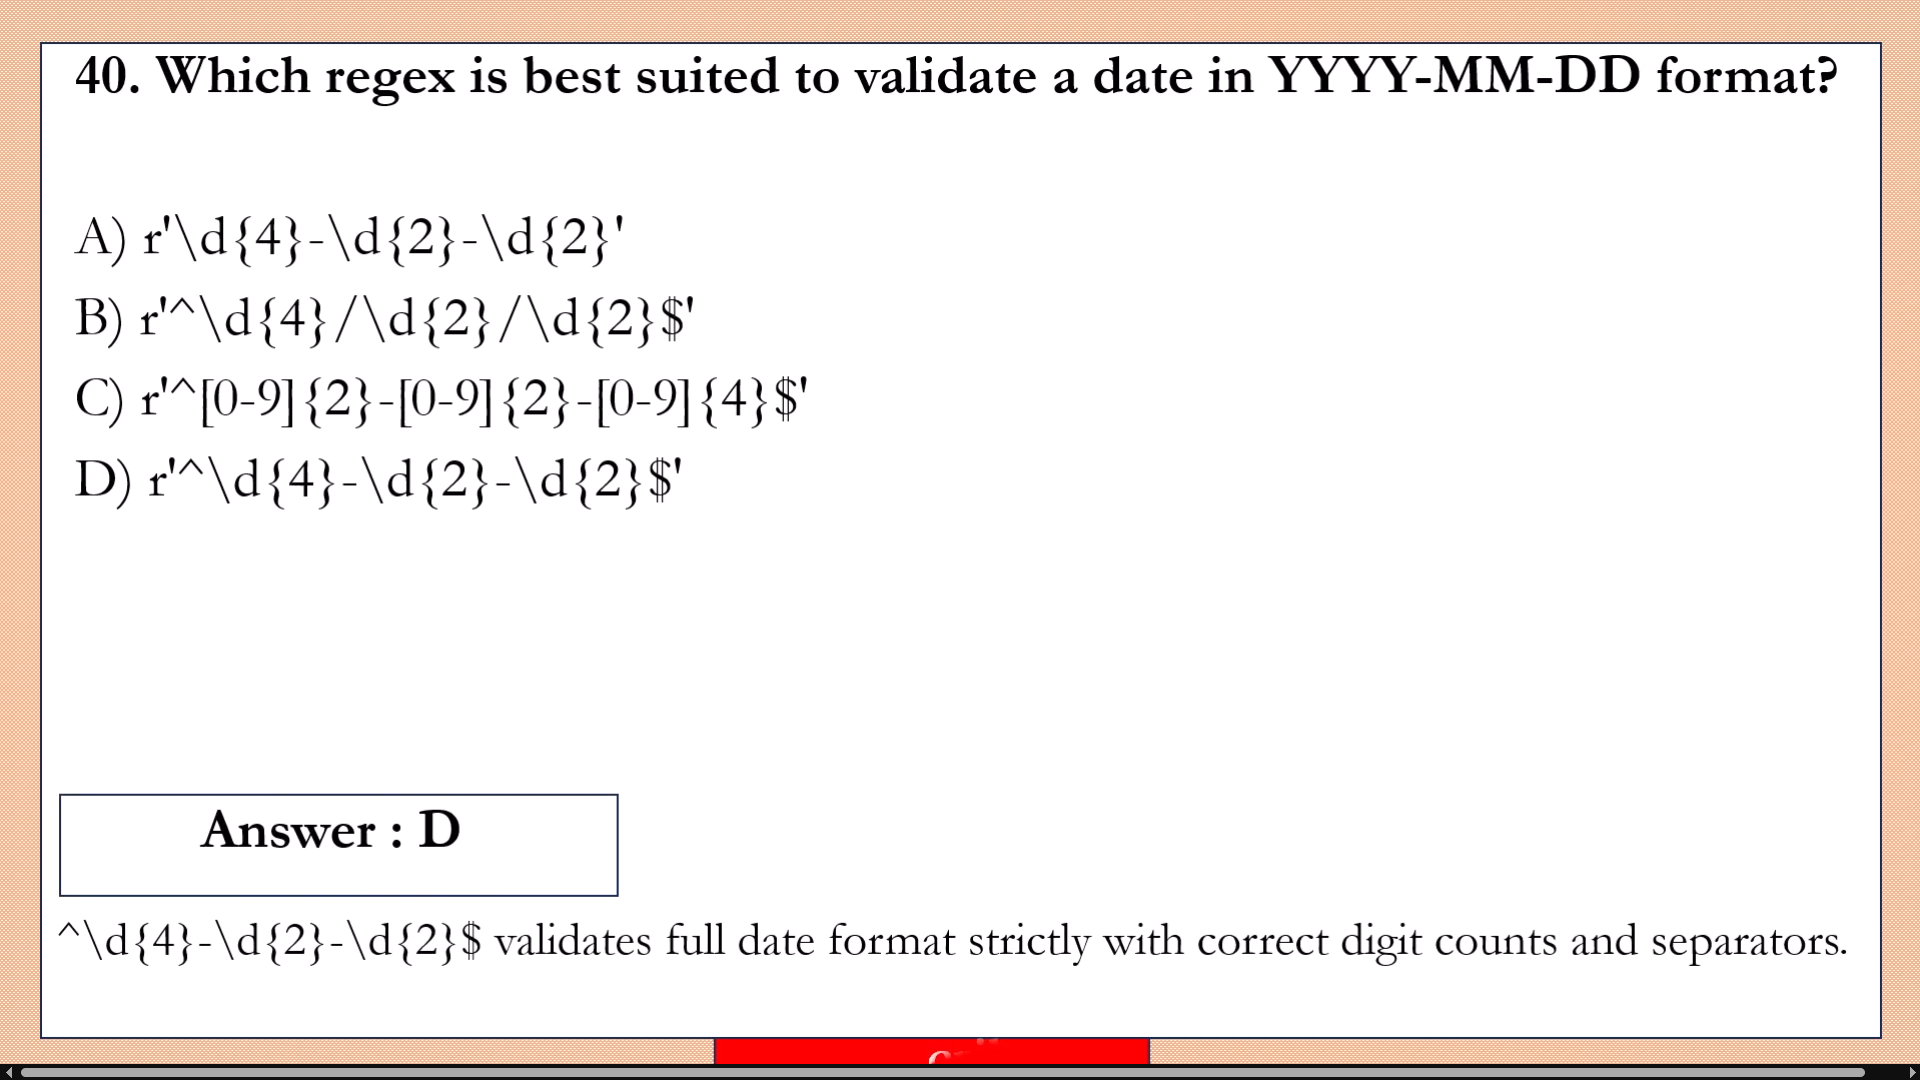 40. Which regex is best suited to validate a date in YYYY-MM-DD format?
A) r'\d{4}-\d{2}-\d{2}'
B) r'^\d{4}/\d{2}/\d{2}$'
C) r'^[0-9]{2}-[0-9]{2}-[0-9]{4}$'
D) r'^\d{4}-\d{2}-\d{2}$'
Answer : D
^\d{4}-\d{2}-\d{2}$ validates full date format strictly with correct digit counts and separators.